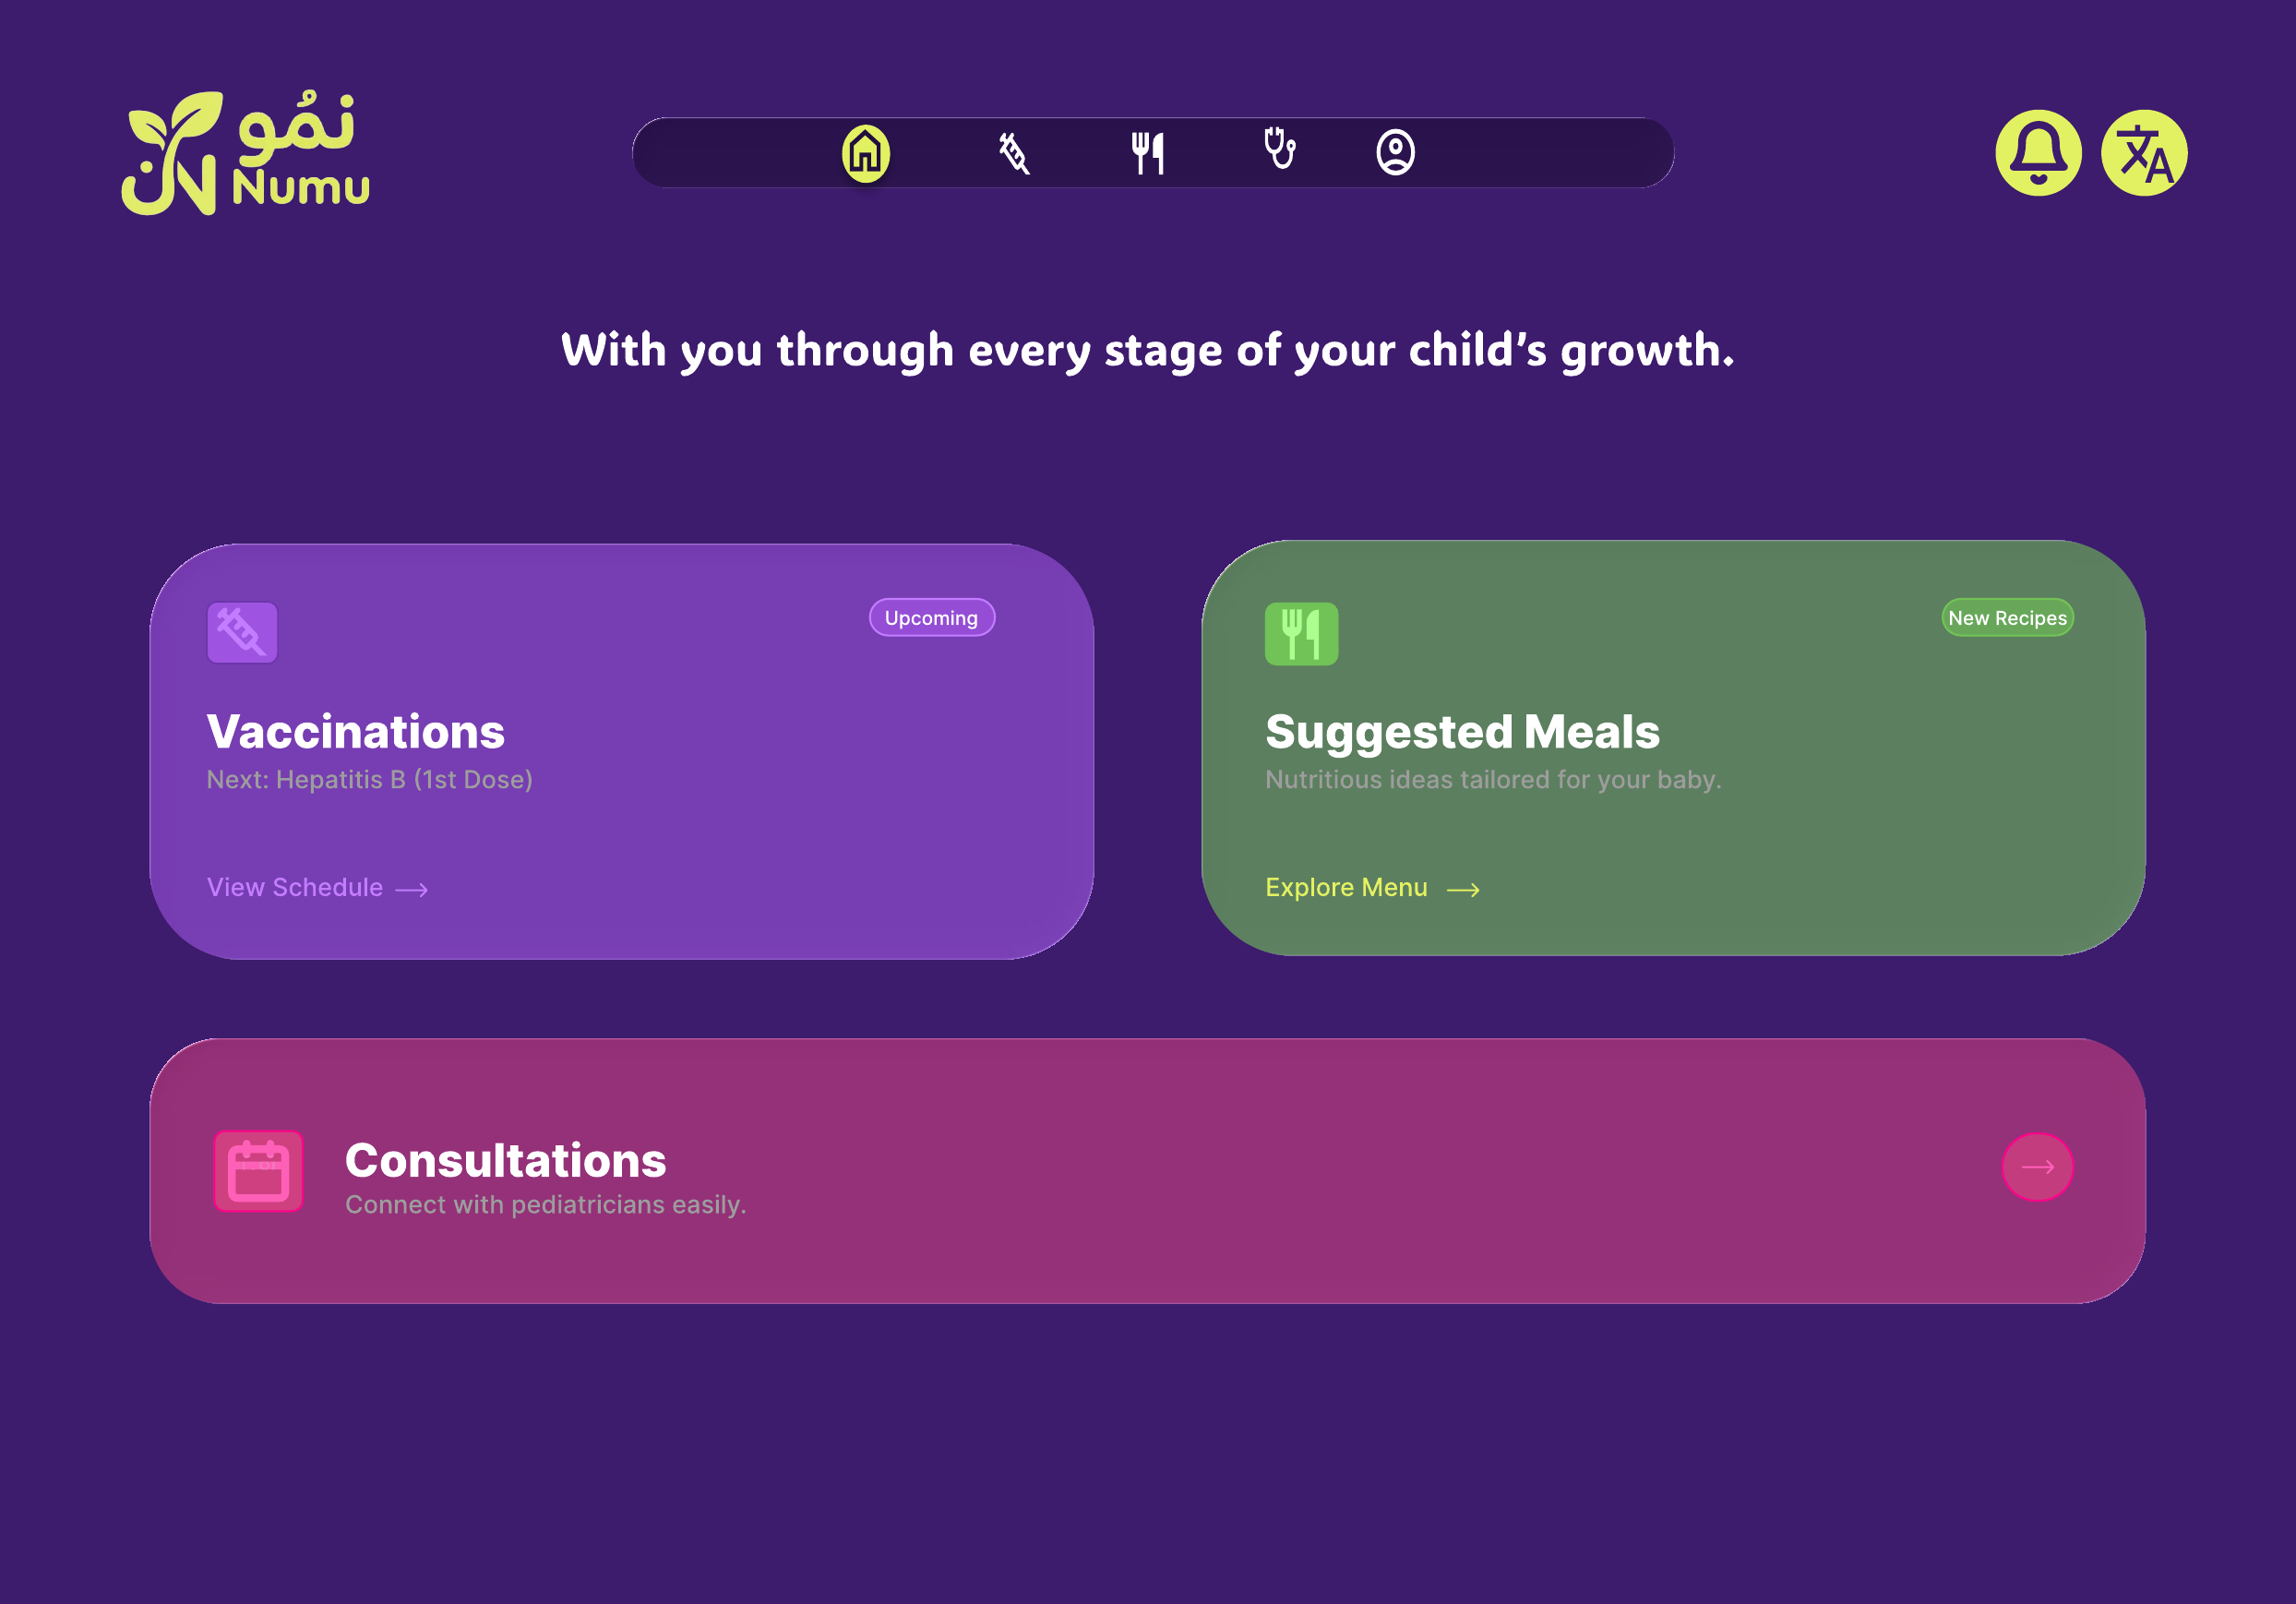 نمُو
Numu
With you through every stage of your child’s growth.
Upcoming
Vaccinations
Next: Hepatitis B (1st Dose)
View Schedule
New Recipes
Suggested Meals
Nutritious ideas tailored for your baby.
Explore Menu
Consultations
Connect with pediatricians easily.